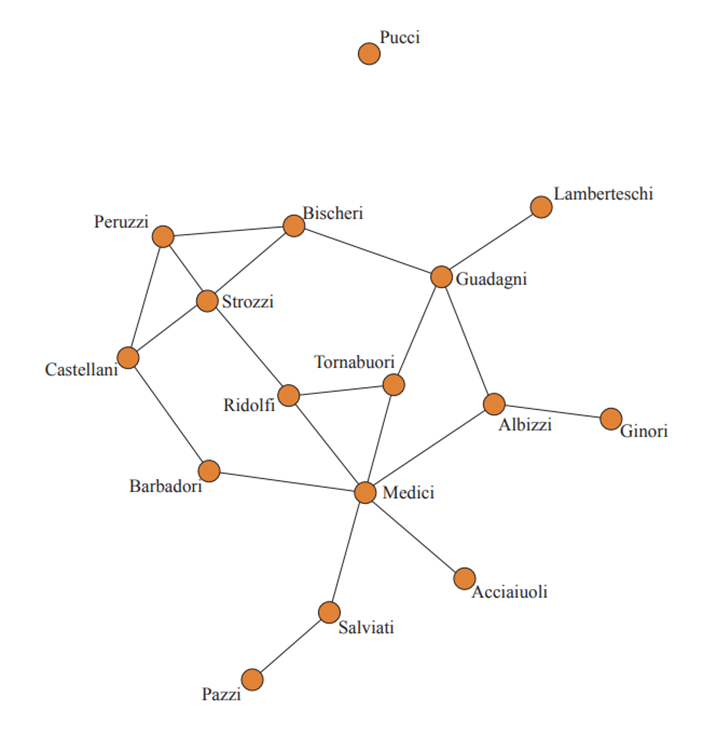 Pucci
Lamberteschi
Bischeri
Peruzzi
Guadagni
Strozzi
Tornabuori
Castellani
Ridolfi
Albizzi
Ginori
Barbadori
Medici
Acciaiuoli
Salviati
Pazzi